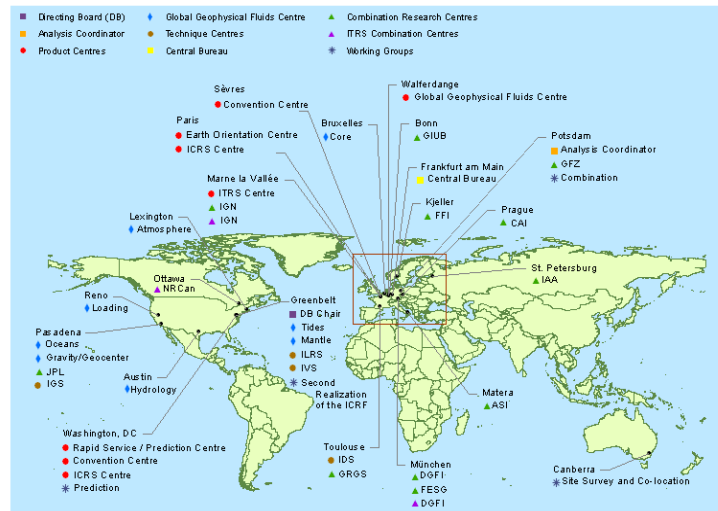 Directing Board (DB)
Global Geophysical Fluids Centre
Combination Research Centres
Analysis Coordinator
Technique Centres
ITRS Combination Centres
Product Centres
Central Bureau
Working Groups
Sèvres
Convention Centre
Walferdange
Global Geophysical Fluids Centre
Paris
Earth Orientation Centre
ICRS Centre
Bruxelles
Core
Bonn
GIUB
Potsdam
Analysis Coordinator
GFZ
Combination
Frankfurt am Main
Central Bureau
Marne la Vallée
ITRS Centre
IGN
IGN
Kjeller
FFI
Prague
CAI
Lexington
Atmosphere
St. Petersburg
IAA
Ottawa
NRCan
Reno
Loading
Greenbelt
DB Chair
Tides
Mantle
ILRS
IVS
Second
Realization
of the ICRF
Pasadena
Oceans
Gravity/Geocenter
JPL
IGS
Austin
Hydrology
Matera
ASI
Washington, DC
Rapid Service / Prediction Centre
Convention Centre
ICRS Centre
Prediction
Toulouse
IDS
GRGS
München
DGFI
FESG
DGFI
Canberra
Site Survey and Co-location